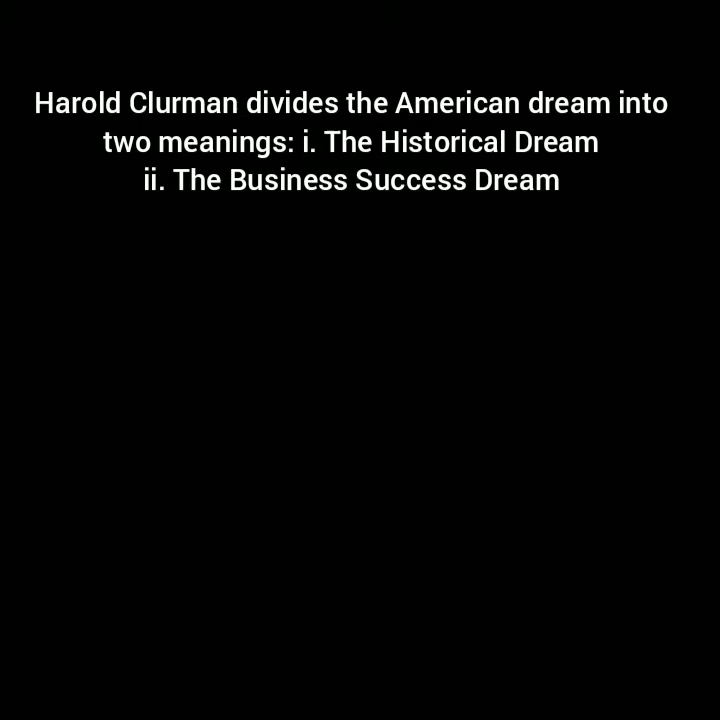 Harold Clurman divides the American dream into
two meanings: i. The Historical Dream
ii. The Business Success Dream